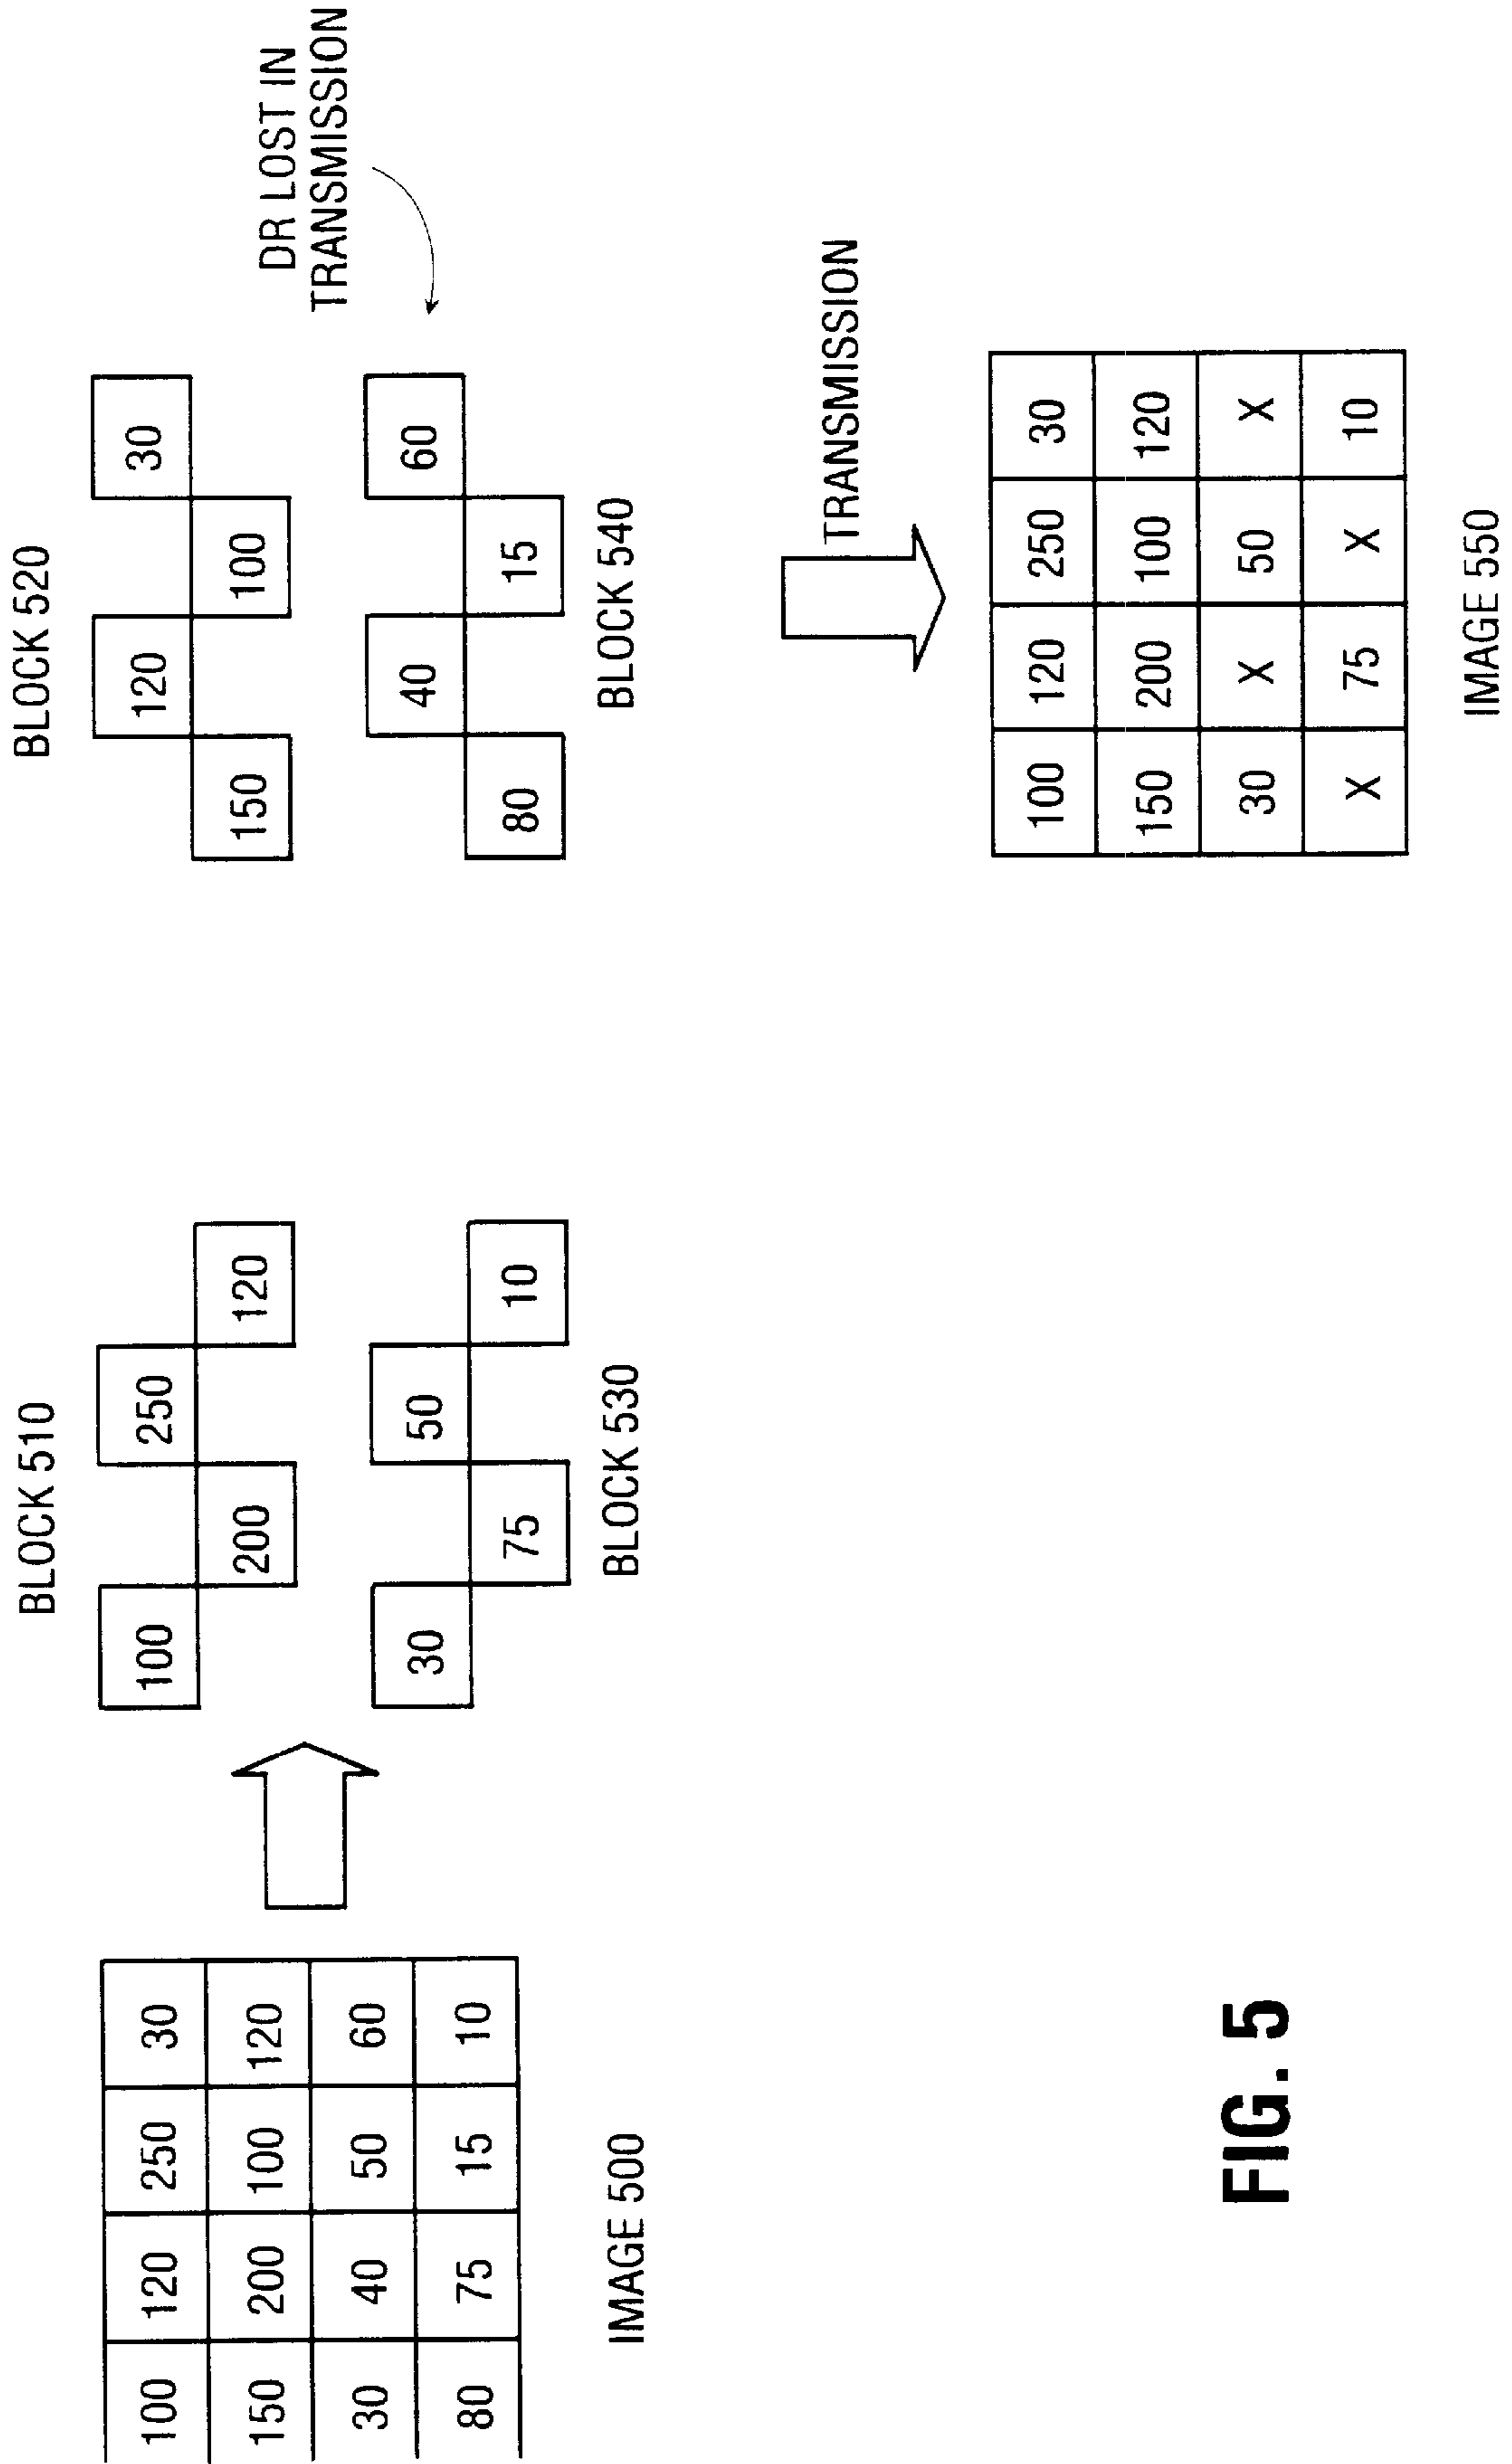 100 120 250 30
150 200 100 120
30 40 50 60
80 75 15 10
IMAGE 500
BLOCK 510
100 250
200 120
30 50
75 10
BLOCK 530
BLOCK 520
120 30
150 100
40 60
80 15
BLOCK 540
DR LOST IN
TRANSMISSION
TRANSMISSION
100 120 250 30
150 200 100 120
30 X 50 X
X 75 X 10
IMAGE 550
FIG. 5